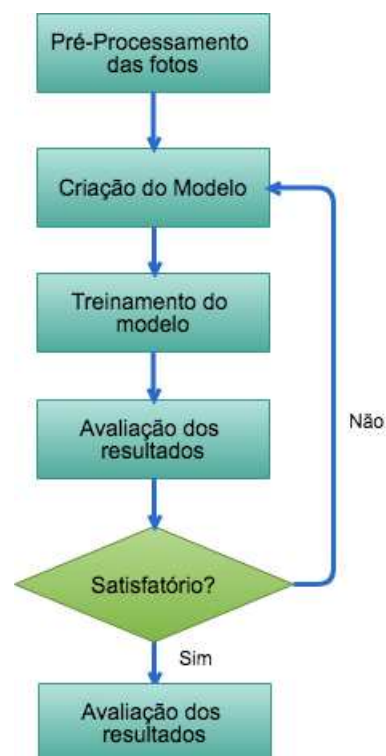 Pré-Processamento
das fotos
Criação do Modelo
Treinamento do
modelo
Avaliação dos
resultados
Não
Satisfatório?
Sim
Avaliação dos
resultados